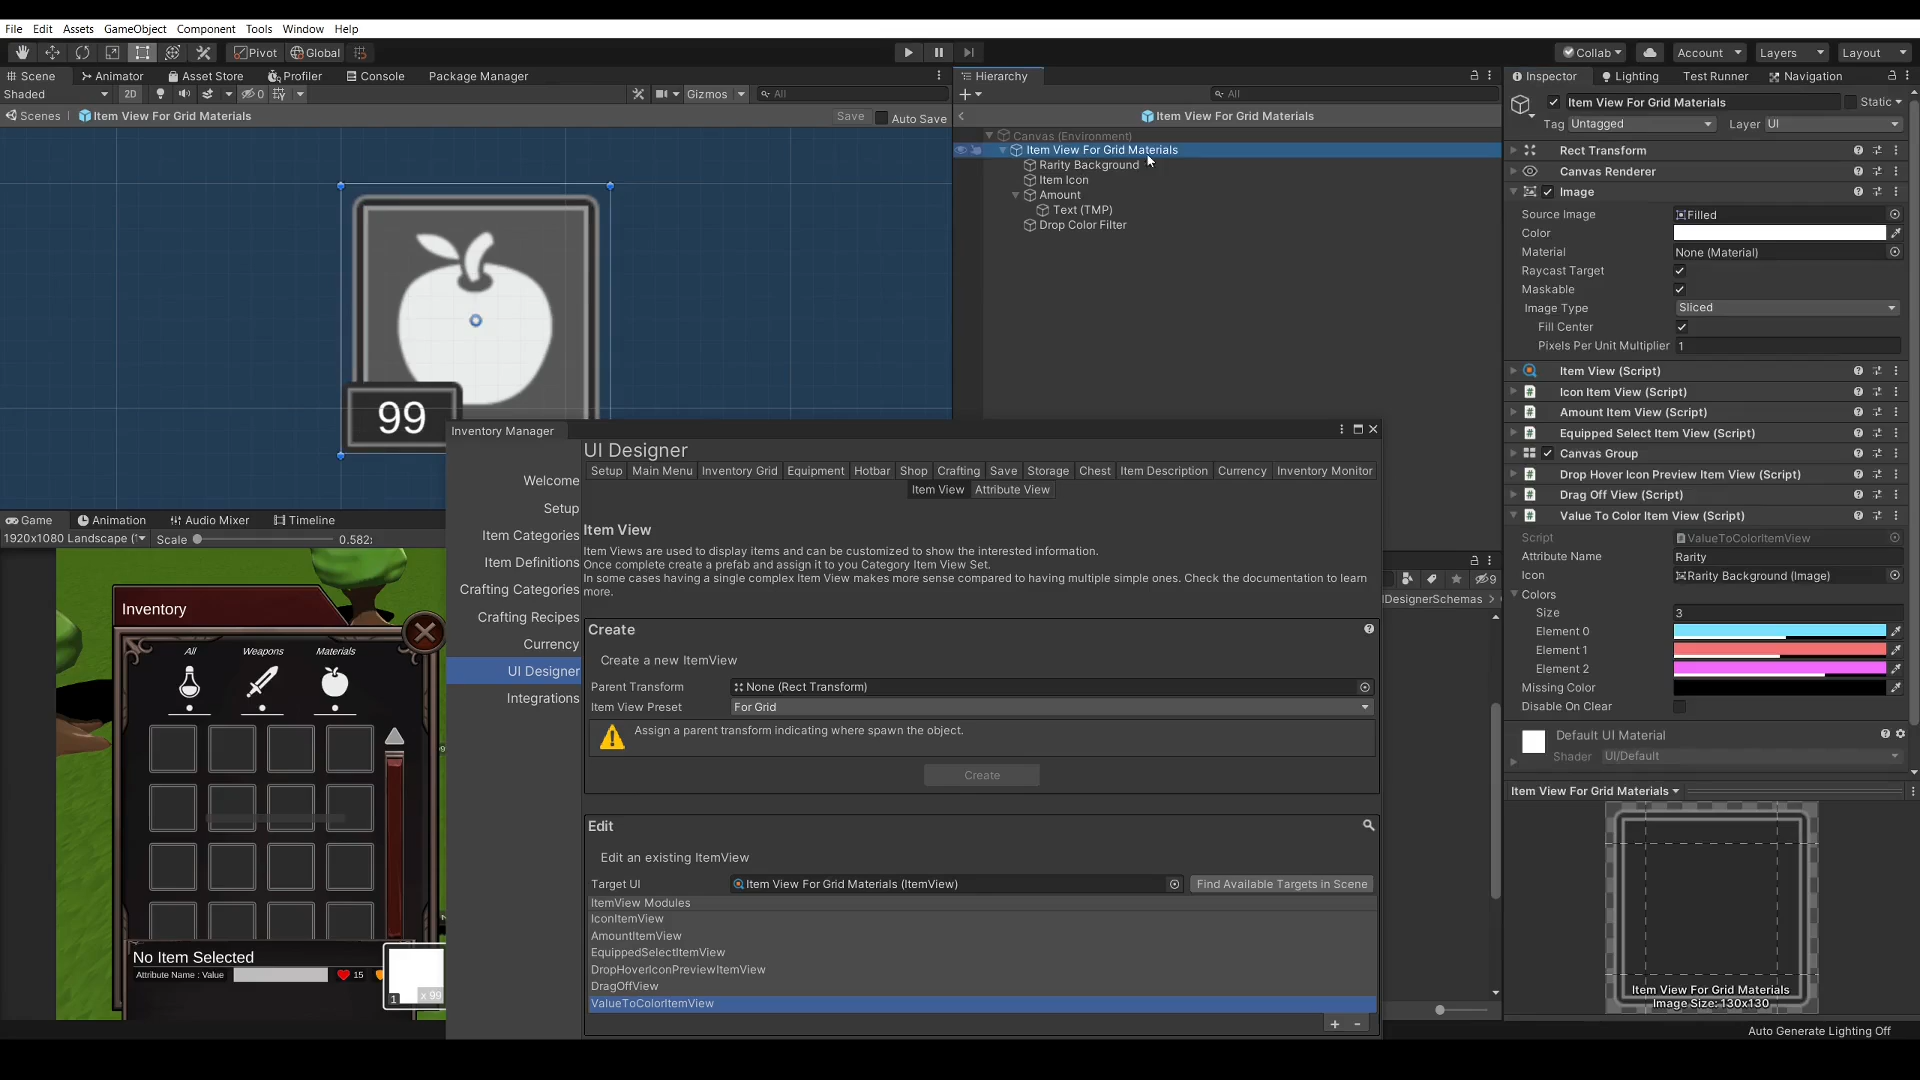 File Edit Assets GameObject Component Tools Window Help
Pivot Global
Collab Account Layers Layout
Scene Animator Asset Store Profiler Console Package Manager
Shaded 2D 0 Gizmos All
Scenes Item View For Grid Materials Save Auto Save
Hierarchy
All
Item View For Grid Materials
Canvas (Environment)
Item View For Grid Materials
Rarity Background
Item Icon
Amount
Text (TMP)
Drop Color Filter
99
Inspector Lighting Test Runner Navigation
Item View For Grid Materials Static
Tag Untagged Layer UI
Rect Transform
Canvas Renderer
Image
Source Image Filled
Color
Material None (Material)
Raycast Target
Maskable
Image Type Sliced
Fill Center
Pixels Per Unit Multiplier 1
Item View (Script)
Icon Item View (Script)
Amount Item View (Script)
Equipped Select Item View (Script)
Canvas Group
Drop Hover Icon Preview Item View (Script)
Drag Off View (Script)
Value To Color Item View (Script)
Script ValueToColorItemView
Attribute Name Rarity
Icon Rarity Background (Image)
Colors
Size 3
Element 0
Element 1
Element 2
Missing Color
Disable On Clear
Default UI Material
Shader UI/Default
Item View For Grid Materials
Item View For Grid Materials
Image Size: 130x130
Auto Generate Lighting Off
Game Animation Audio Mixer Timeline
1920x1080 Landscape (1 Scale 0.582:
Inventory
All Weapons Materials
No Item Selected
Attribute Name : Value 15
1 x 99
Inventory Manager
Welcome
Setup
Item Categories
Item Definitions
Crafting Categories
Crafting Recipes
Currency
UI Designer
Integrations
UI Designer
Setup Main Menu Inventory Grid Equipment Hotbar Shop Crafting Save Storage Chest Item Description Currency Inventory Monitor
Item View Attribute View
Item View
Item Views are used to display items and can be customized to show the interested information.
Once complete create a prefab and assign it to you Category Item View Set.
In some cases having a single complex Item View makes more sense compared to having multiple simple ones. Check the documentation to learn
more.
Create
Create a new ItemView
Parent Transform None (Rect Transform)
Item View Preset For Grid
Assign a parent transform indicating where spawn the object.
Create
Edit
Edit an existing ItemView
Target UI Item View For Grid Materials (ItemView) Find Available Targets in Scene
ItemView Modules
IconItemView
AmountItemView
EquippedSelectItemView
DropHoverIconPreviewItemView
DragOffView
ValueToColorItemView
+ -
9
DesignerSchemas